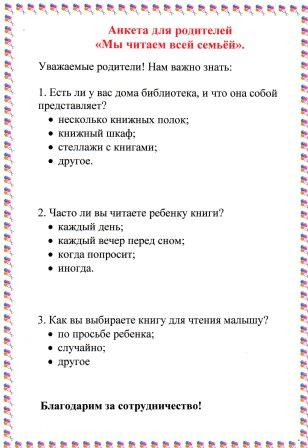 Анкета для родителей
«Мы читаем всей семьёй».
Уважаемые родители! Нам важно знать:
1. Есть ли у вас дома библиотека, и что она собой
представляет?
• несколько книжных полок;
• книжный шкаф;
• стеллажи с книгами;
• другое.
2. Часто ли вы читаете ребенку книги?
• каждый день;
• каждый вечер перед сном;
• когда попросит;
• иногда.
3. Как вы выбираете книгу для чтения малышу?
• по просьбе ребенка;
• случайно;
• другое
Благодарим за сотрудничество!